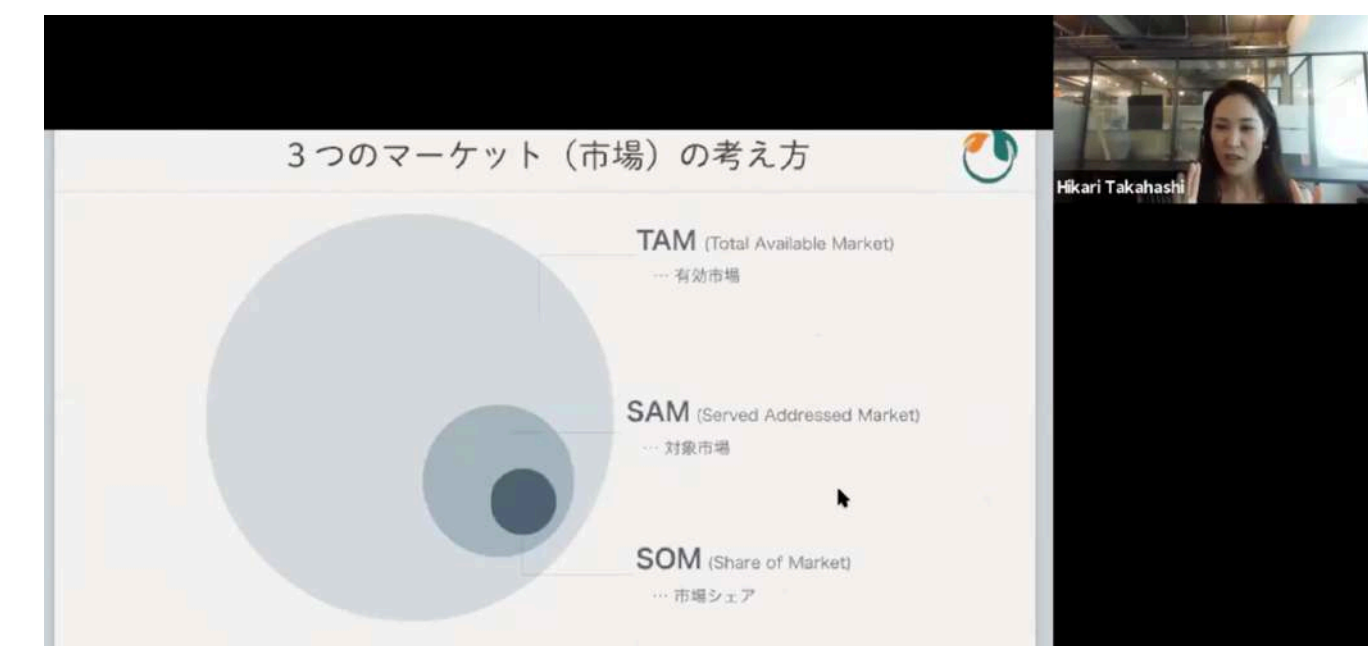 ３つのマーケット（市場）の考え方
TAM (Total Available Market)
… 有効市場
SAM (Served Addressed Market)
… 対象市場
SOM (Share of Market)
… 市場シェア
Hikari Takahashi